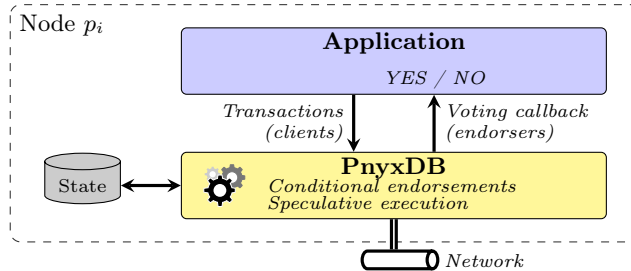 Node p_i
Application
YES / NO
Transactions
(clients)
Voting callback
(endorsers)
PnyxDB
Conditional endorsements
Speculative execution
State
Network